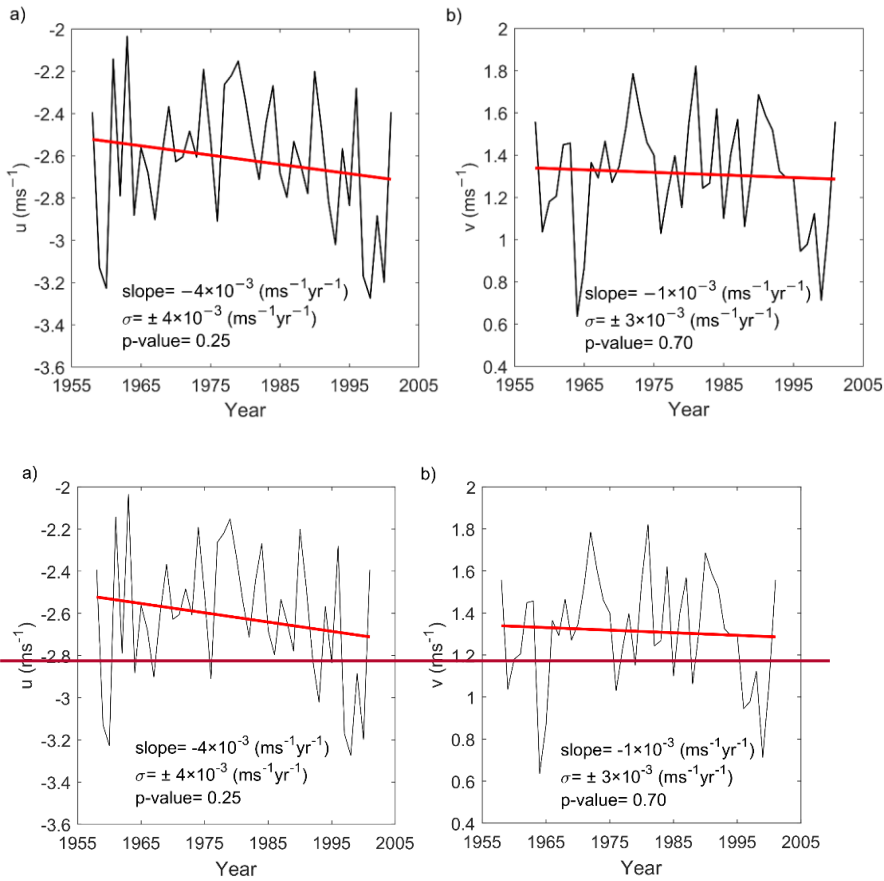 a)
-2
-2.2
-2.4
-2.6
-2.8
-3
-3.2
-3.4
-3.6
u (ms⁻¹)
slope= −4×10⁻³ (ms⁻¹yr⁻¹)
σ= ± 4×10⁻³ (ms⁻¹yr⁻¹)
p-value= 0.25
1955 1965 1975 1985 1995 2005
Year
b)
2
1.8
1.6
1.4
1.2
1
0.8
0.6
0.4
v (ms⁻¹)
slope= −1×10⁻³ (ms⁻¹yr⁻¹)
σ= ± 3×10⁻³ (ms⁻¹yr⁻¹)
p-value= 0.70
1955 1965 1975 1985 1995 2005
Year
a)
-2
-2.2
-2.4
-2.6
-2.8
-3
-3.2
-3.4
-3.6
u (ms⁻¹)
slope= -4×10⁻³ (ms⁻¹yr⁻¹)
σ= ± 4×10⁻³ (ms⁻¹yr⁻¹)
p-value= 0.25
1955 1965 1975 1985 1995 2005
Year
b)
2
1.8
1.6
1.4
1.2
1
0.8
0.6
0.4
v (ms⁻¹)
slope= -1×10⁻³ (ms⁻¹yr⁻¹)
σ= ± 3×10⁻³ (ms⁻¹yr⁻¹)
p-value= 0.70
1955 1965 1975 1985 1995 2005
Year